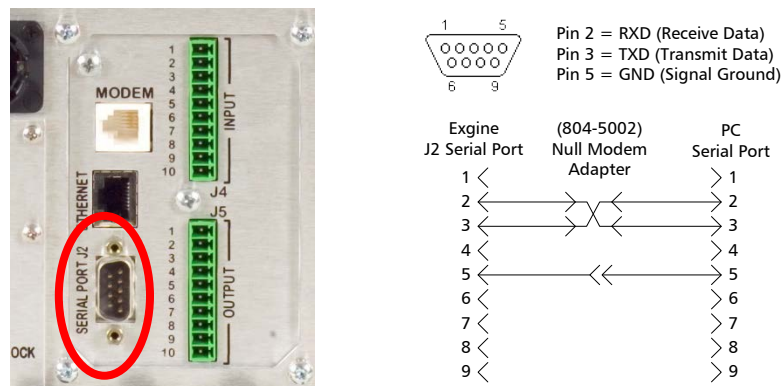 MODEM
ETHERNET
SERIAL PORT J2
OCK
1
2
3
4
5
6
7
8
9
10
INPUT
J4
J5
1
2
3
4
5
6
7
8
9
10
OUTPUT
1 5
6 9
Pin 2 = RXD (Receive Data)
Pin 3 = TXD (Transmit Data)
Pin 5 = GND (Signal Ground)
Exgine
J2 Serial Port
(804-5002)
Null Modem
Adapter
PC
Serial Port
1 1
2 2
3 3
4 4
5 5
6 6
7 7
8 8
9 9